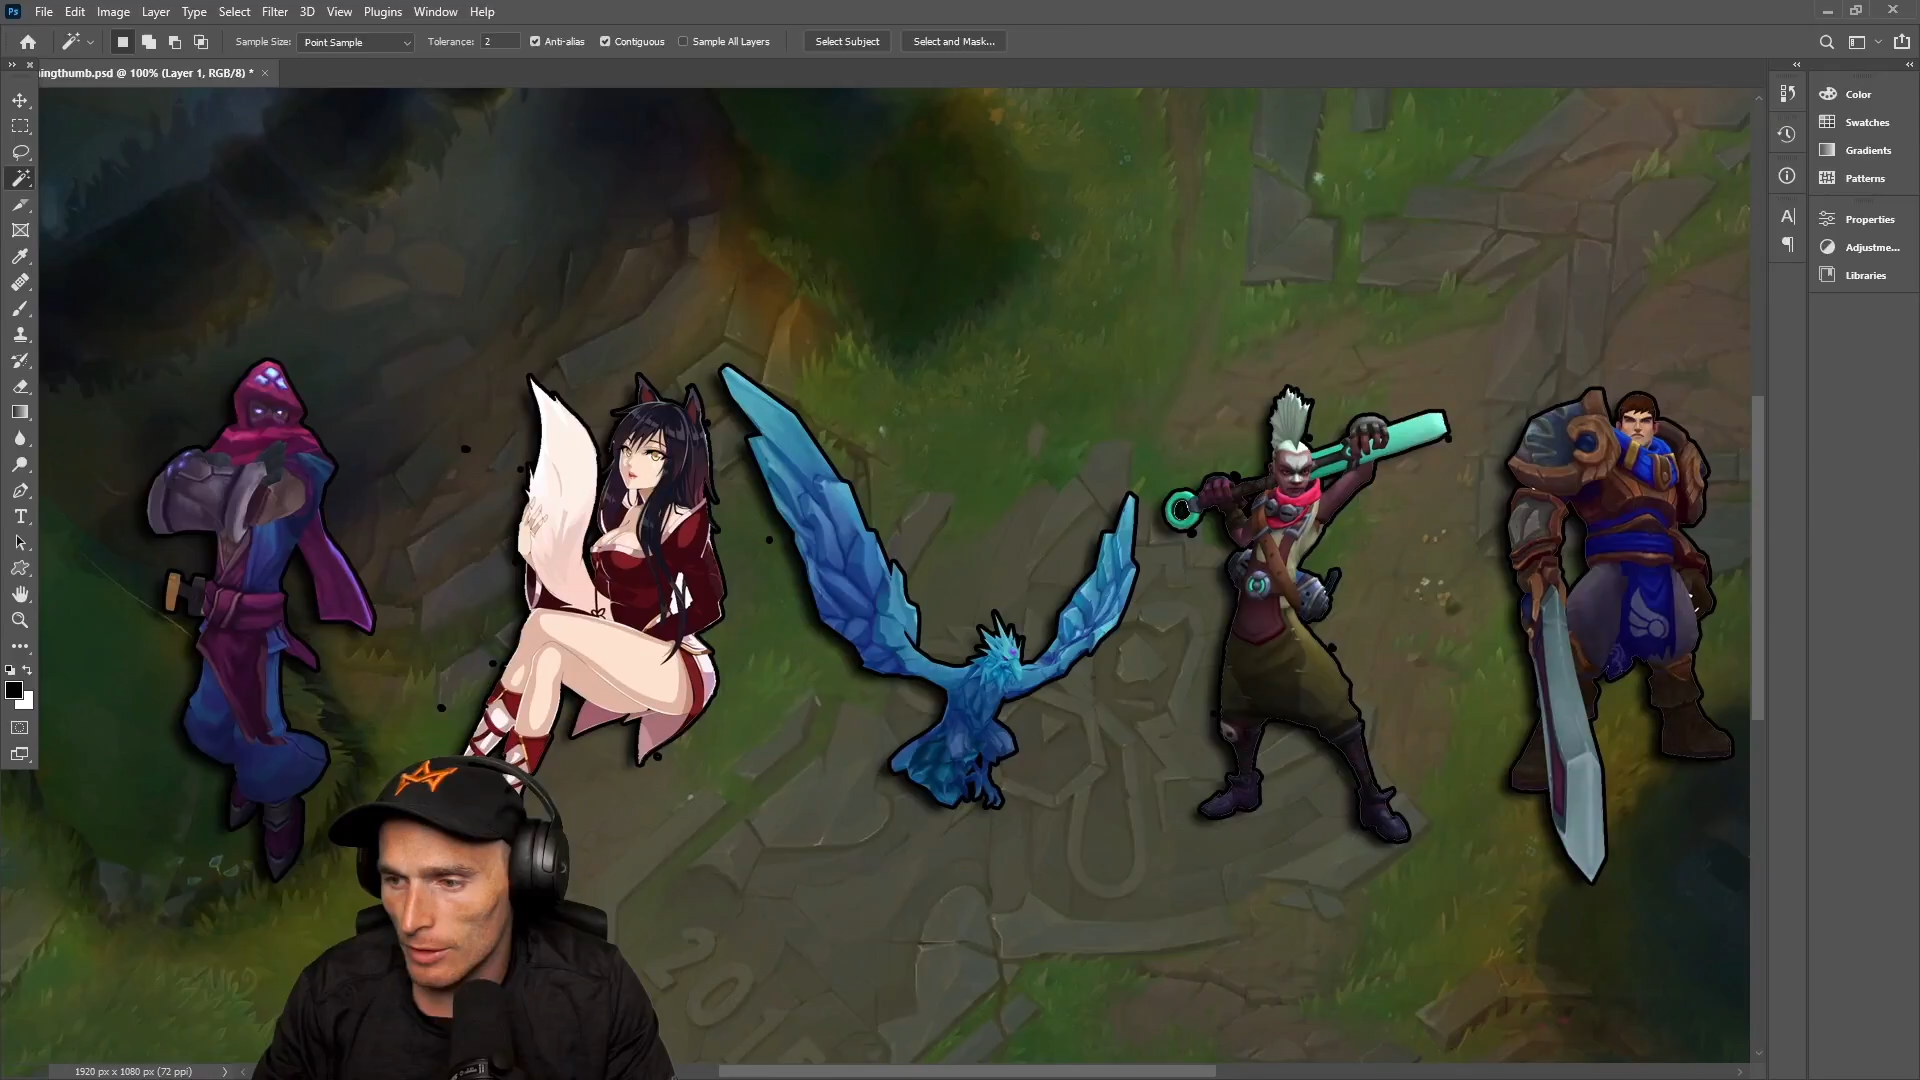 Ps File Edit Image Layer Type Select Filter 3D View Plugins Window Help
Sample Size: Point Sample Tolerance: 2 Anti-alias Contiguous Sample All Layers Select Subject Select and Mask...
ingthumb.psd @ 100% (Layer 1, RGB/8) *
Color
Swatches
Gradients
Patterns
Properties
Adjustme...
Libraries
1920 px x 1080 px (72 ppi)